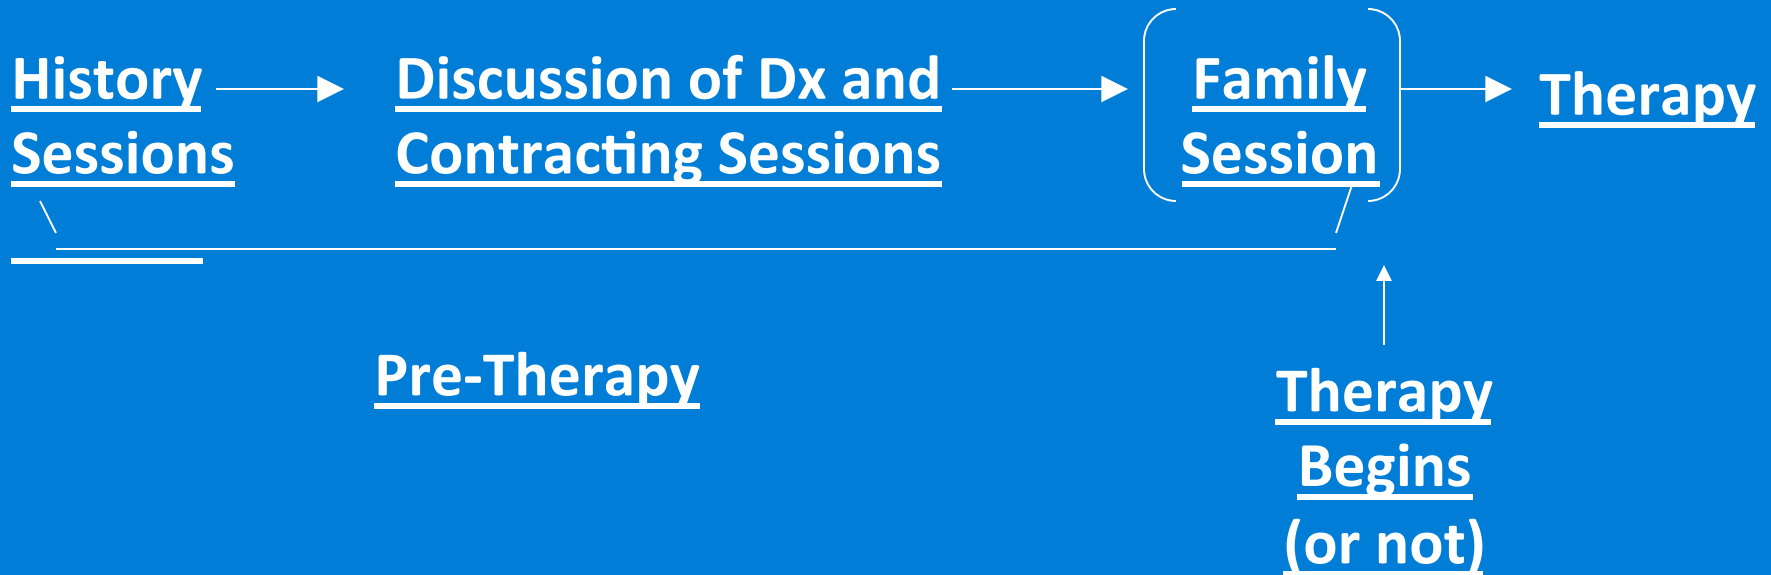 History
Sessions
Discussion of Dx and
Contracting Sessions
Family
Session
Therapy
Pre-Therapy
Therapy
Begins
(or not)